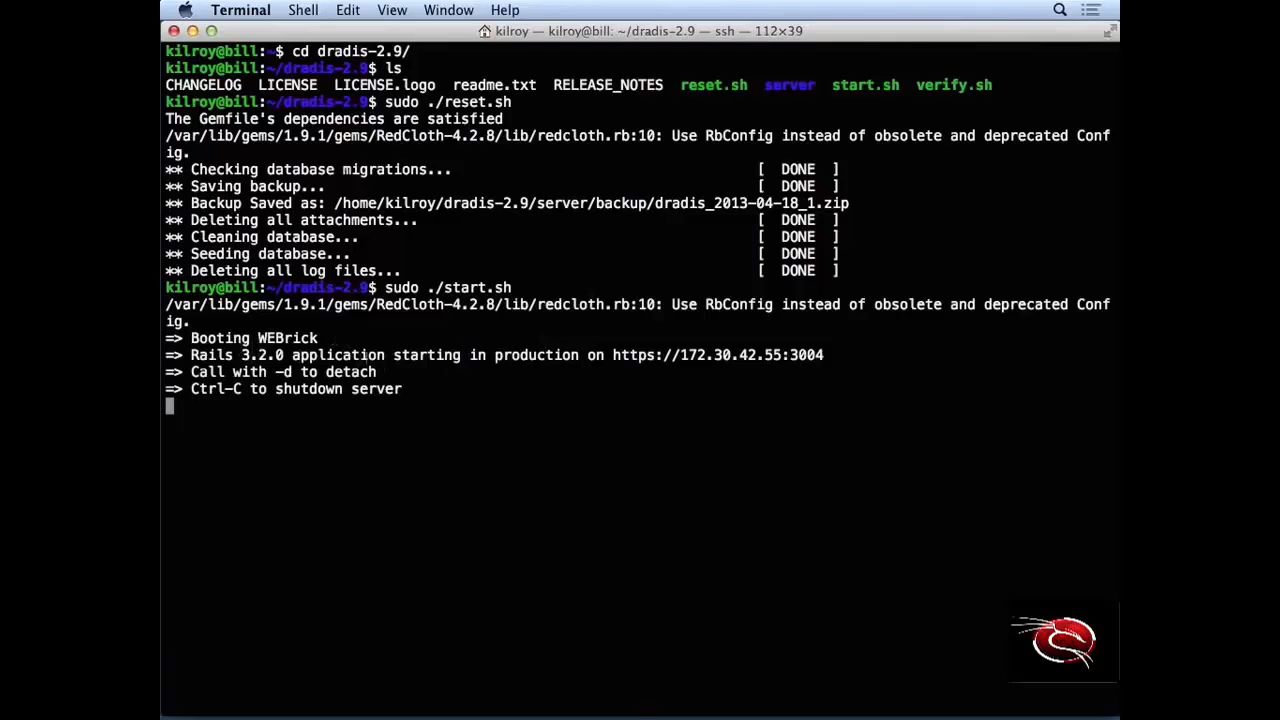 Terminal Shell Edit View Window Help
kilroy — kilroy@bill: ~/dradis-2.9 — ssh — 112×39
kilroy@bill:~$ cd dradis-2.9/
kilroy@bill:~/dradis-2.9$ ls
CHANGELOG LICENSE LICENSE.logo readme.txt RELEASE_NOTES reset.sh server start.sh verify.sh
kilroy@bill:~/dradis-2.9$ sudo ./reset.sh
The Gemfile's dependencies are satisfied
/var/lib/gems/1.9.1/gems/RedCloth-4.2.8/lib/redcloth.rb:10: Use RbConfig instead of obsolete and deprecated Conf
ig.
** Checking database migrations... [ DONE ]
** Saving backup... [ DONE ]
** Backup Saved as: /home/kilroy/dradis-2.9/server/backup/dradis_2013-04-18_1.zip
** Deleting all attachments... [ DONE ]
** Cleaning database... [ DONE ]
** Seeding database... [ DONE ]
** Deleting all log files... [ DONE ]
kilroy@bill:~/dradis-2.9$ sudo ./start.sh
/var/lib/gems/1.9.1/gems/RedCloth-4.2.8/lib/redcloth.rb:10: Use RbConfig instead of obsolete and deprecated Conf
ig.
=> Booting WEBrick
=> Rails 3.2.0 application starting in production on https://172.30.42.55:3004
=> Call with -d to detach
=> Ctrl-C to shutdown server